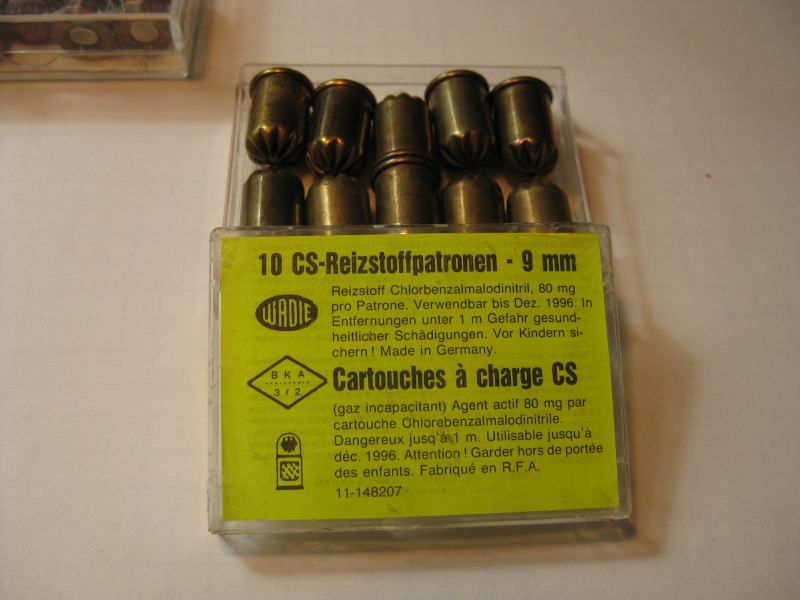 10 CS-Reizstoffpatronen - 9 mm
WADIE
Reizstoff Chlorbenzalmalodinitril, 80 mg
pro Patrone. Verwendbar bis Dez. 1996. In
Entfernungen unter 1 m Gefahr gesund-
heitlicher Schädigungen. Vor Kindern si-
chern! Made in Germany.
BKA
3 r 2
Cartouches à charge CS
(gaz incapacitant) Agent actif 80 mg par
cartouche Chlorebenzalmalodinitrile.
Dangereux jusq'à 1 m. Utilisable jusqu'à
déc. 1996. Attention! Garder hors de portée
des enfants. Fabriqué en R.F.A.
11-148207